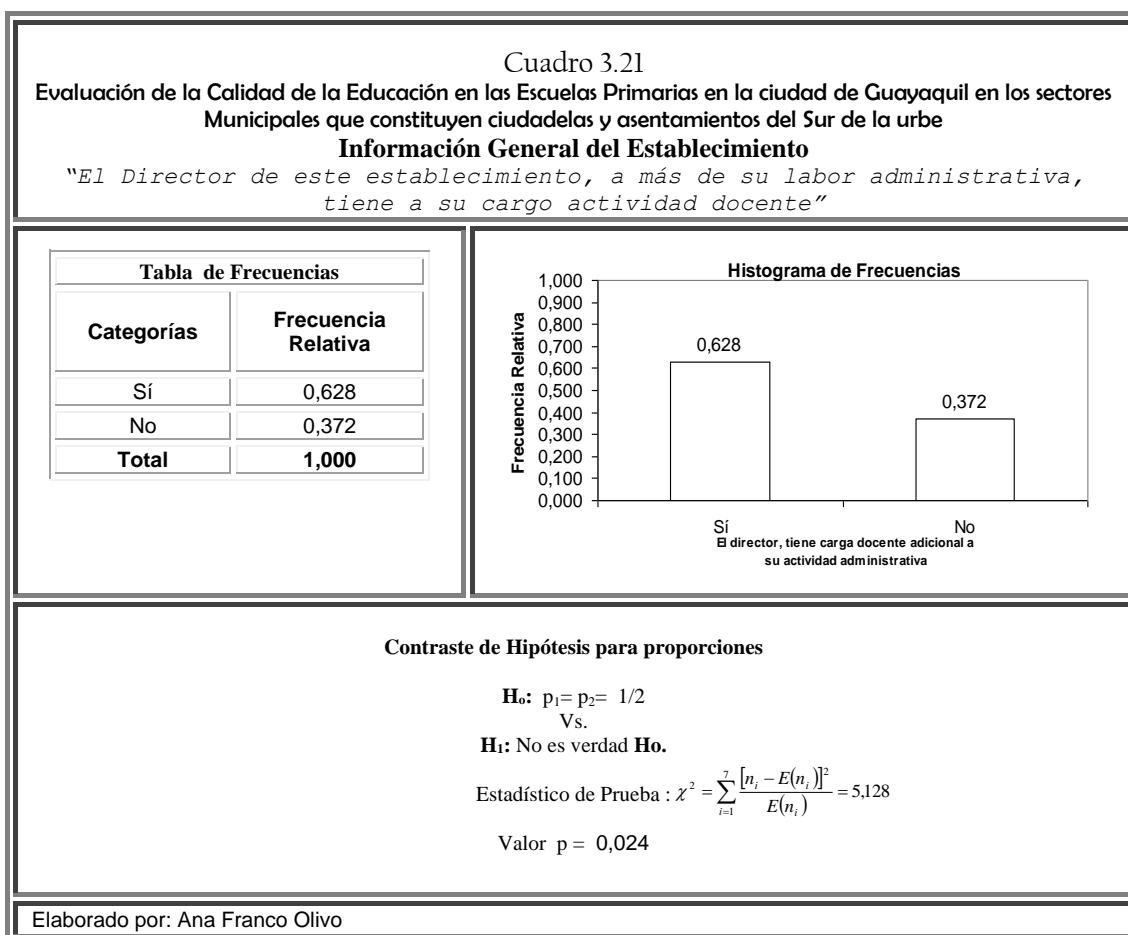 Cuadro 3.21
Evaluación de la Calidad de la Educación en las Escuelas Primarias en la ciudad de Guayaquil en los sectores
Municipales que constituyen ciudadelas y asentamientos del Sur de la urbe
Información General del Establecimiento
“El Director de este establecimiento, a más de su labor administrativa,
tiene a su cargo actividad docente”
Tabla de Frecuencias
Categorías Frecuencia
Relativa
Sí 0,628
No 0,372
Total 1,000
Histograma de Frecuencias
Frecuencia Relativa
1,000
0,900
0,800
0,700
0,600
0,500
0,400
0,300
0,200
0,100
0,000
0,628
0,372
Sí No
El director, tiene carga docente adicional a
su actividad administrativa
Contraste de Hipótesis para proporciones
Ho: p1= p2= 1/2
Vs.
H1: No es verdad Ho.
Estadístico de Prueba : χ² = ∑_{i=1}^{7} [n_i − E(n_i)]² / E(n_i) = 5,128
Valor p = 0,024
Elaborado por: Ana Franco Olivo